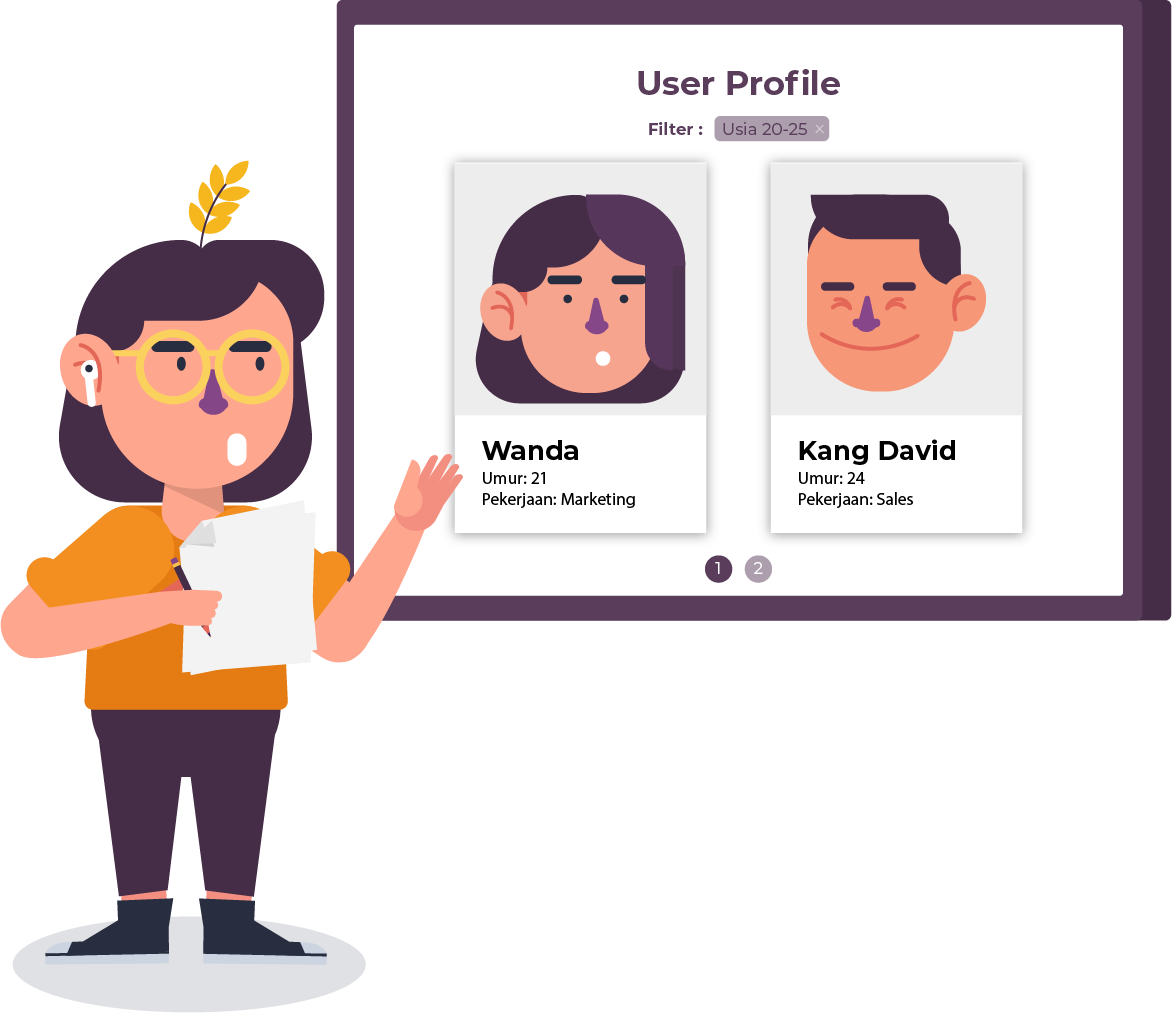 User Profile
Filter : Usia 20-25 ×
Wanda
Umur: 21
Pekerjaan: Marketing
Kang David
Umur: 24
Pekerjaan: Sales
1 2